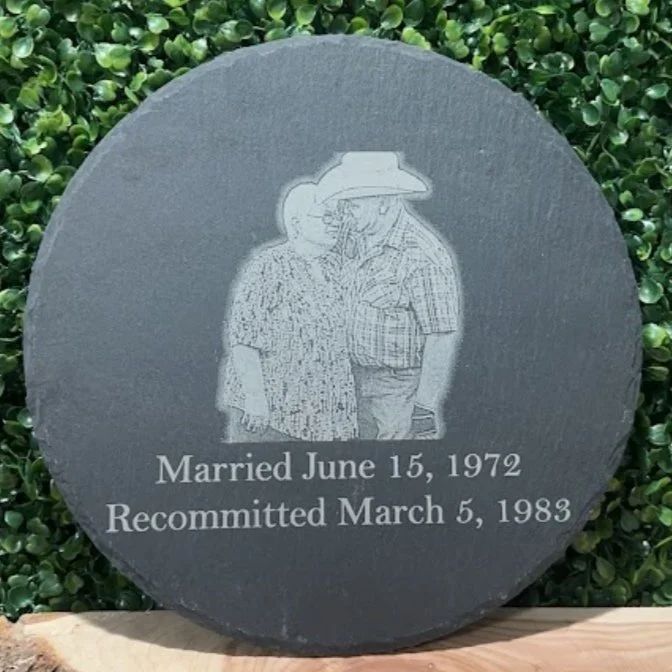 Married June 15, 1972
Recommitted March 5, 1983